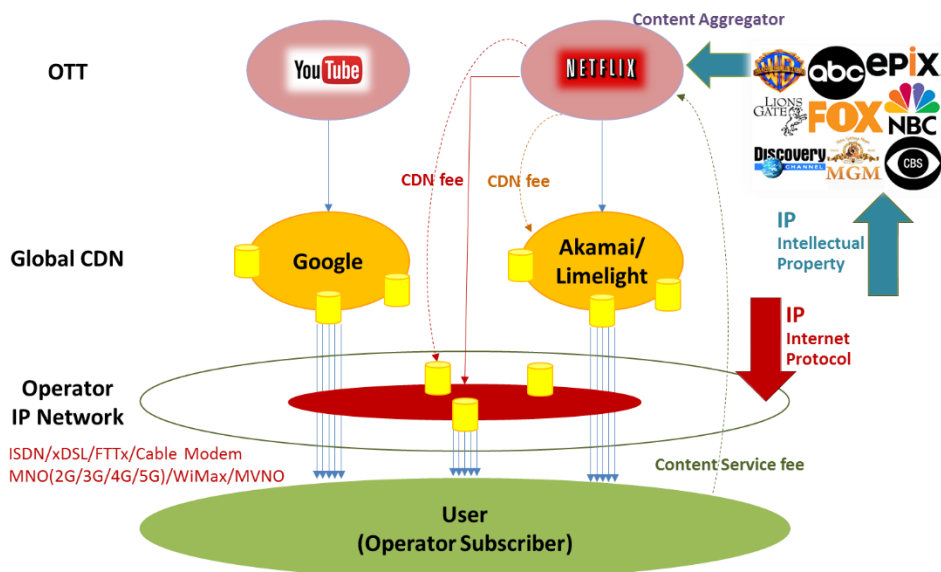 Content Aggregator
OTT
YouTube
NETFLIX
WB
abc
epix
LIONS
GATE
FOX
NBC
Discovery
CHANNEL
MGM
CBS
CDN fee
CDN fee
IP
Intellectual
Property
Global CDN
Google
Akamai/
Limelight
IP
Internet
Protocol
Operator
IP Network
ISDN/xDSL/FTTx/Cable Modem
MNO(2G/3G/4G/5G)/WiMax/MVNO
Content Service fee
User
(Operator Subscriber)